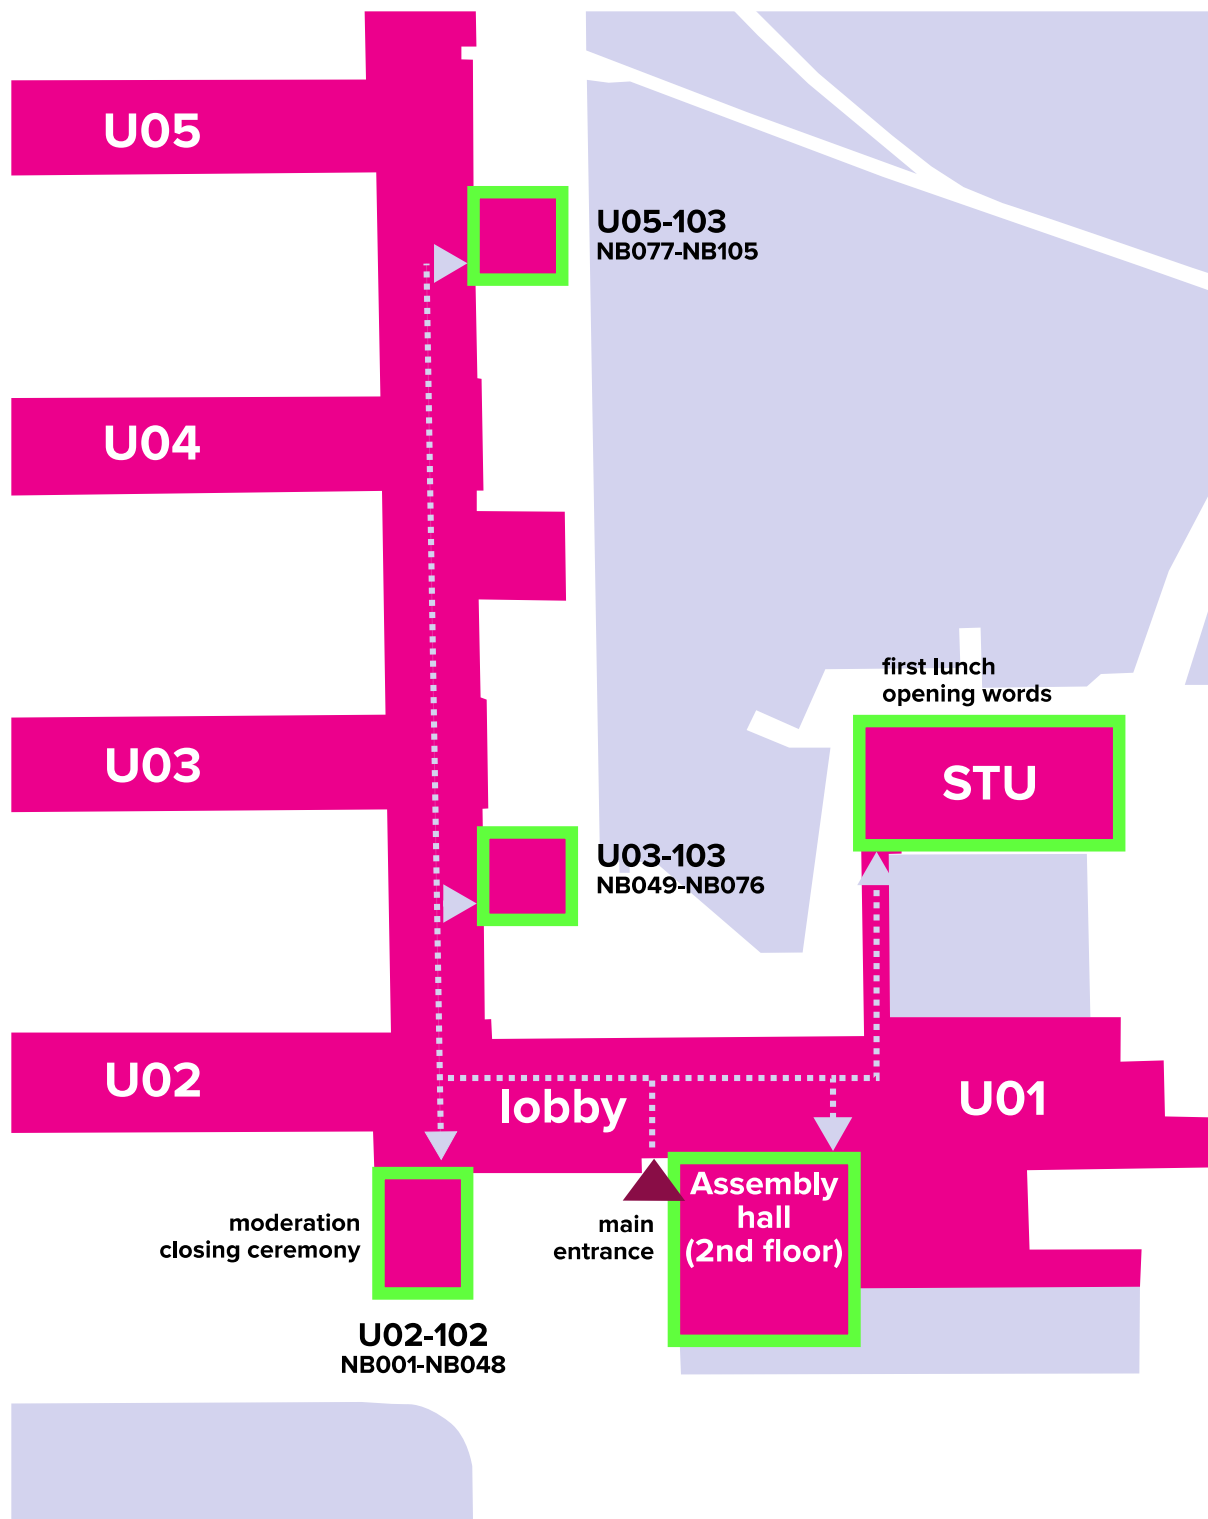 U05
U05-103
NB077-NB105
U04
first lunch
opening words
U03
STU
U03-103
NB049-NB076
U02
lobby
U01
Assembly
hall
(2nd floor)
moderation
closing ceremony
main
entrance
U02-102
NB001-NB048